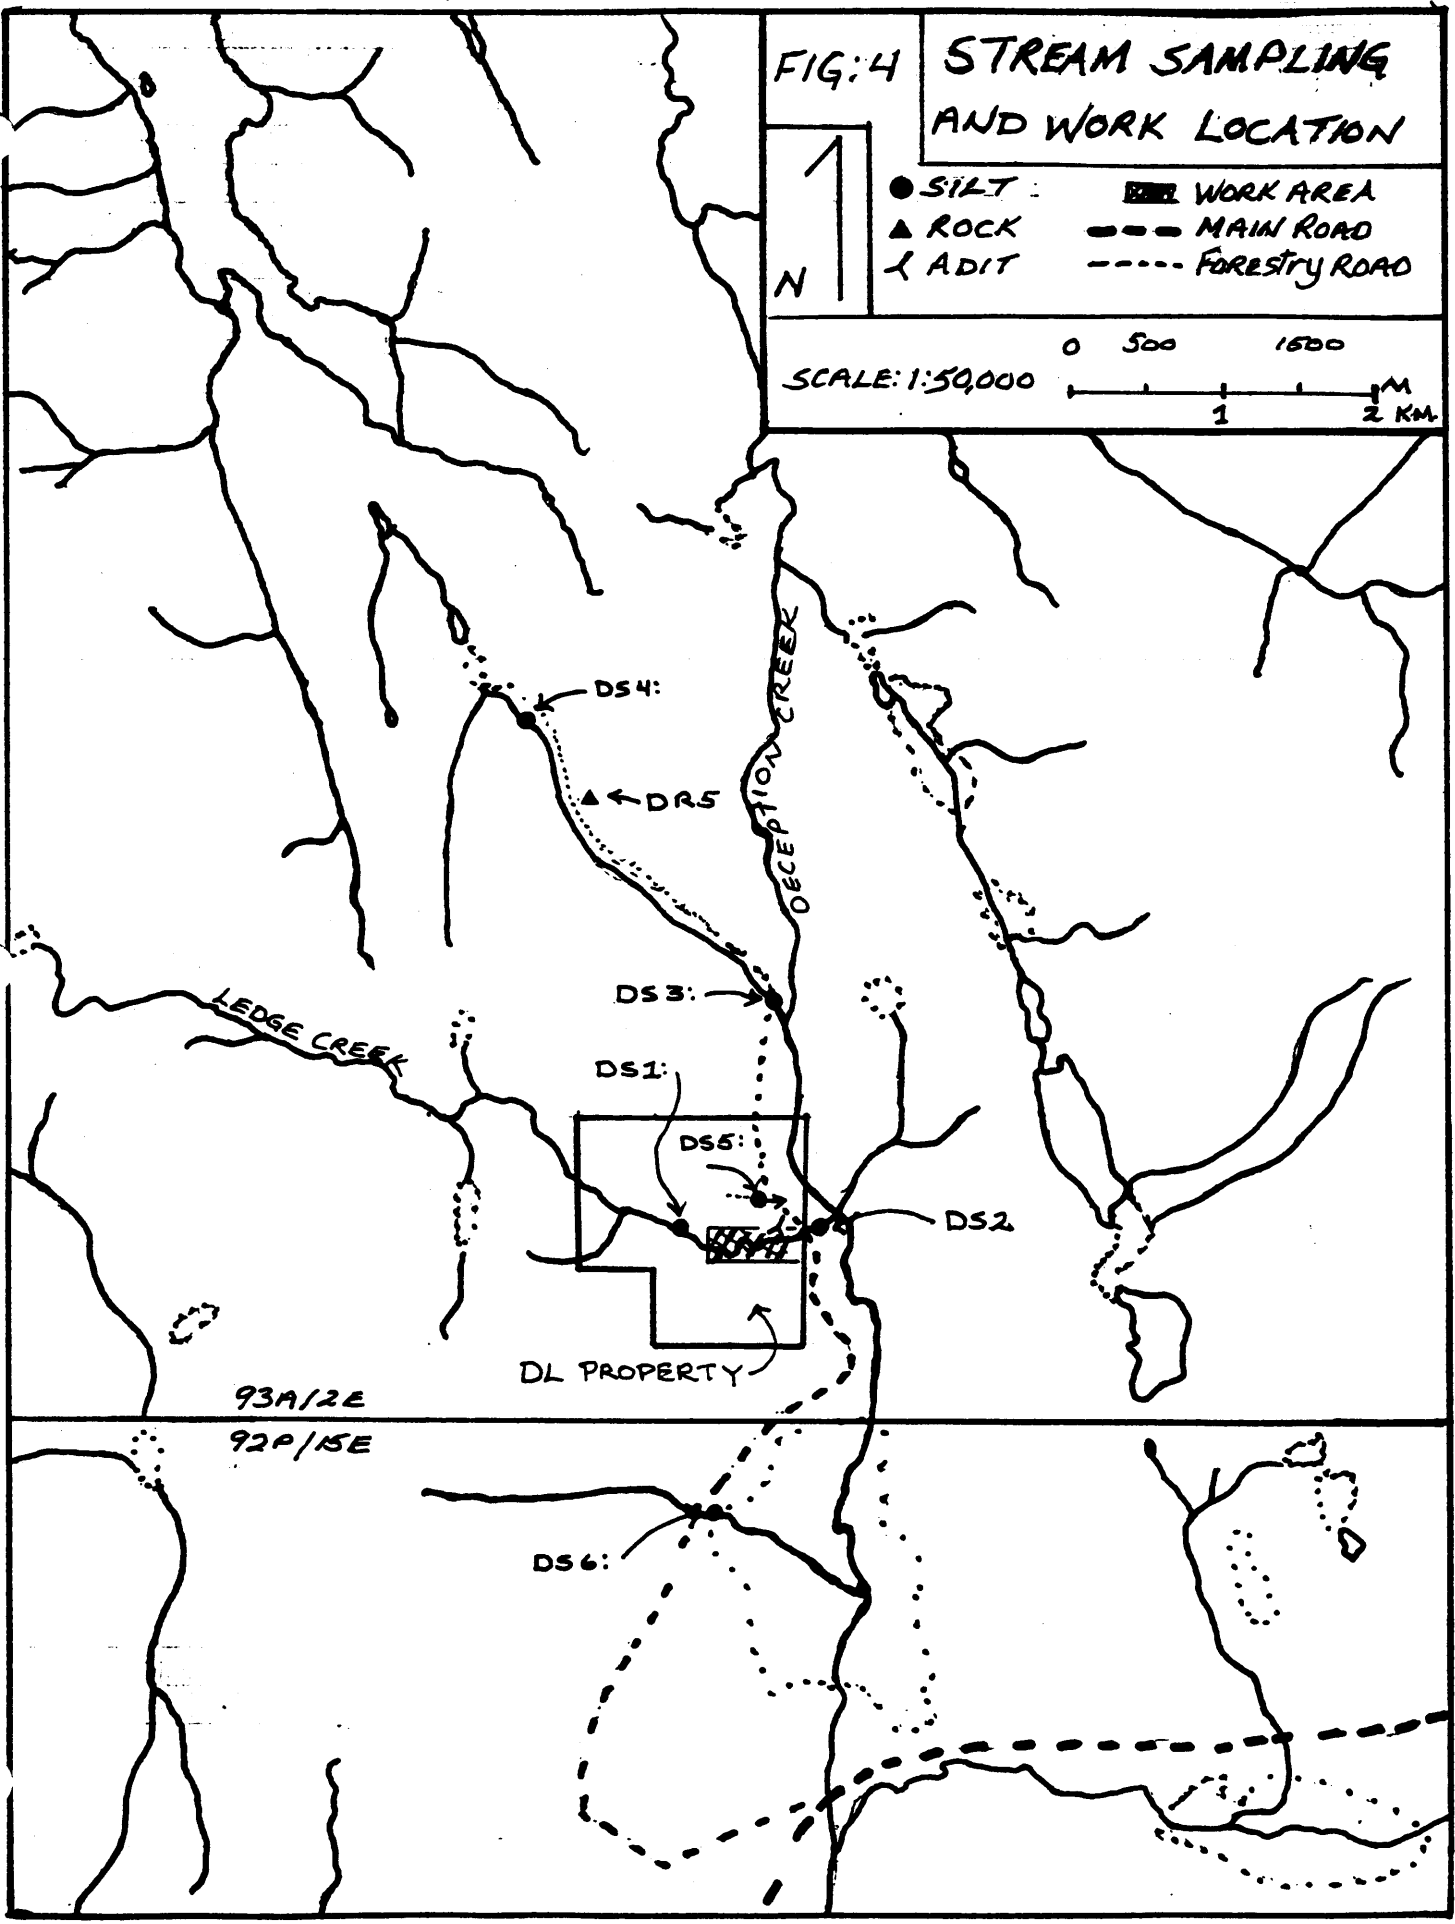 FIG: 4
STREAM SAMPLING
AND WORK LOCATION
N
SILT
ROCK
ADIT
WORK AREA
MAIN ROAD
FORESTRY ROAD
0 500 1500
SCALE: 1:50,000
M
1 2 KM.
DS4:
DECEPTION CREEK
DR5
DS3:
LEDGE CREEK
DS1:
DS5:
DS2
DL PROPERTY
93A/2E
92P/15E
DS6: